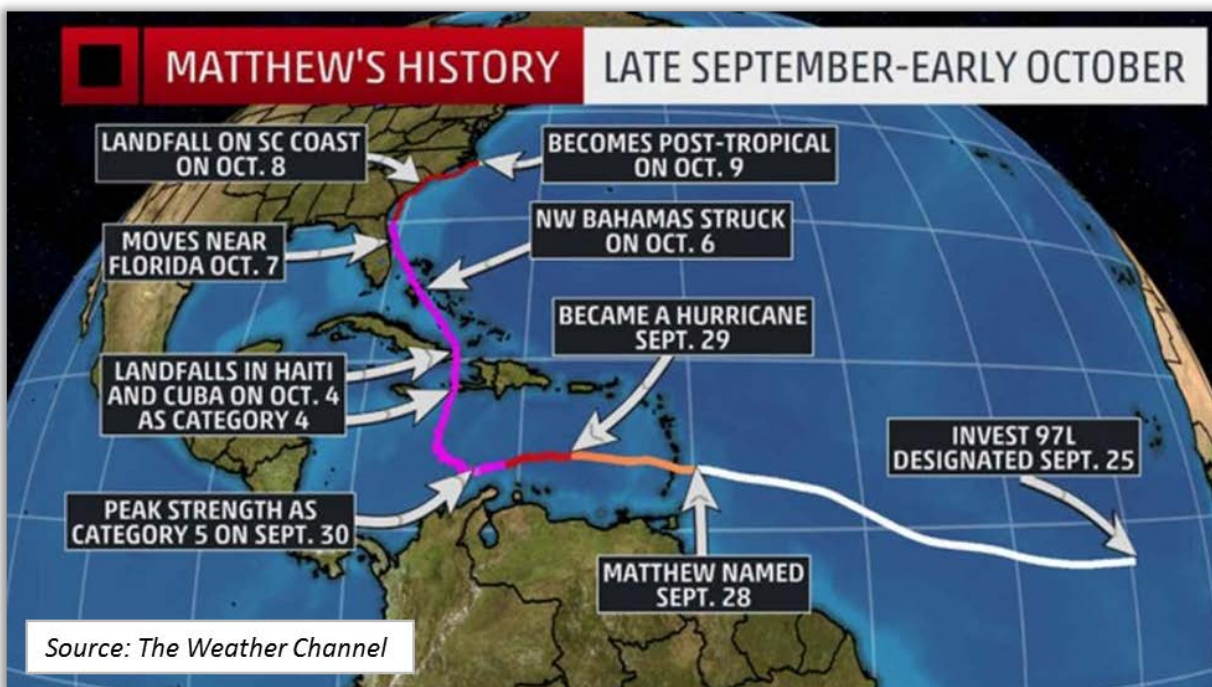 MATTHEW'S HISTORY
LATE SEPTEMBER-EARLY OCTOBER
LANDFALL ON SC COAST
ON OCT. 8
BECOMES POST-TROPICAL
ON OCT. 9
NW BAHAMAS STRUCK
ON OCT. 6
MOVES NEAR
FLORIDA OCT. 7
BECAME A HURRICANE
SEPT. 29
LANDFALLS IN HAITI
AND CUBA ON OCT. 4
AS CATEGORY 4
INVEST 97L
DESIGNATED SEPT. 25
PEAK STRENGTH AS
CATEGORY 5 ON SEPT. 30
MATTHEW NAMED
SEPT. 28
Source: The Weather Channel